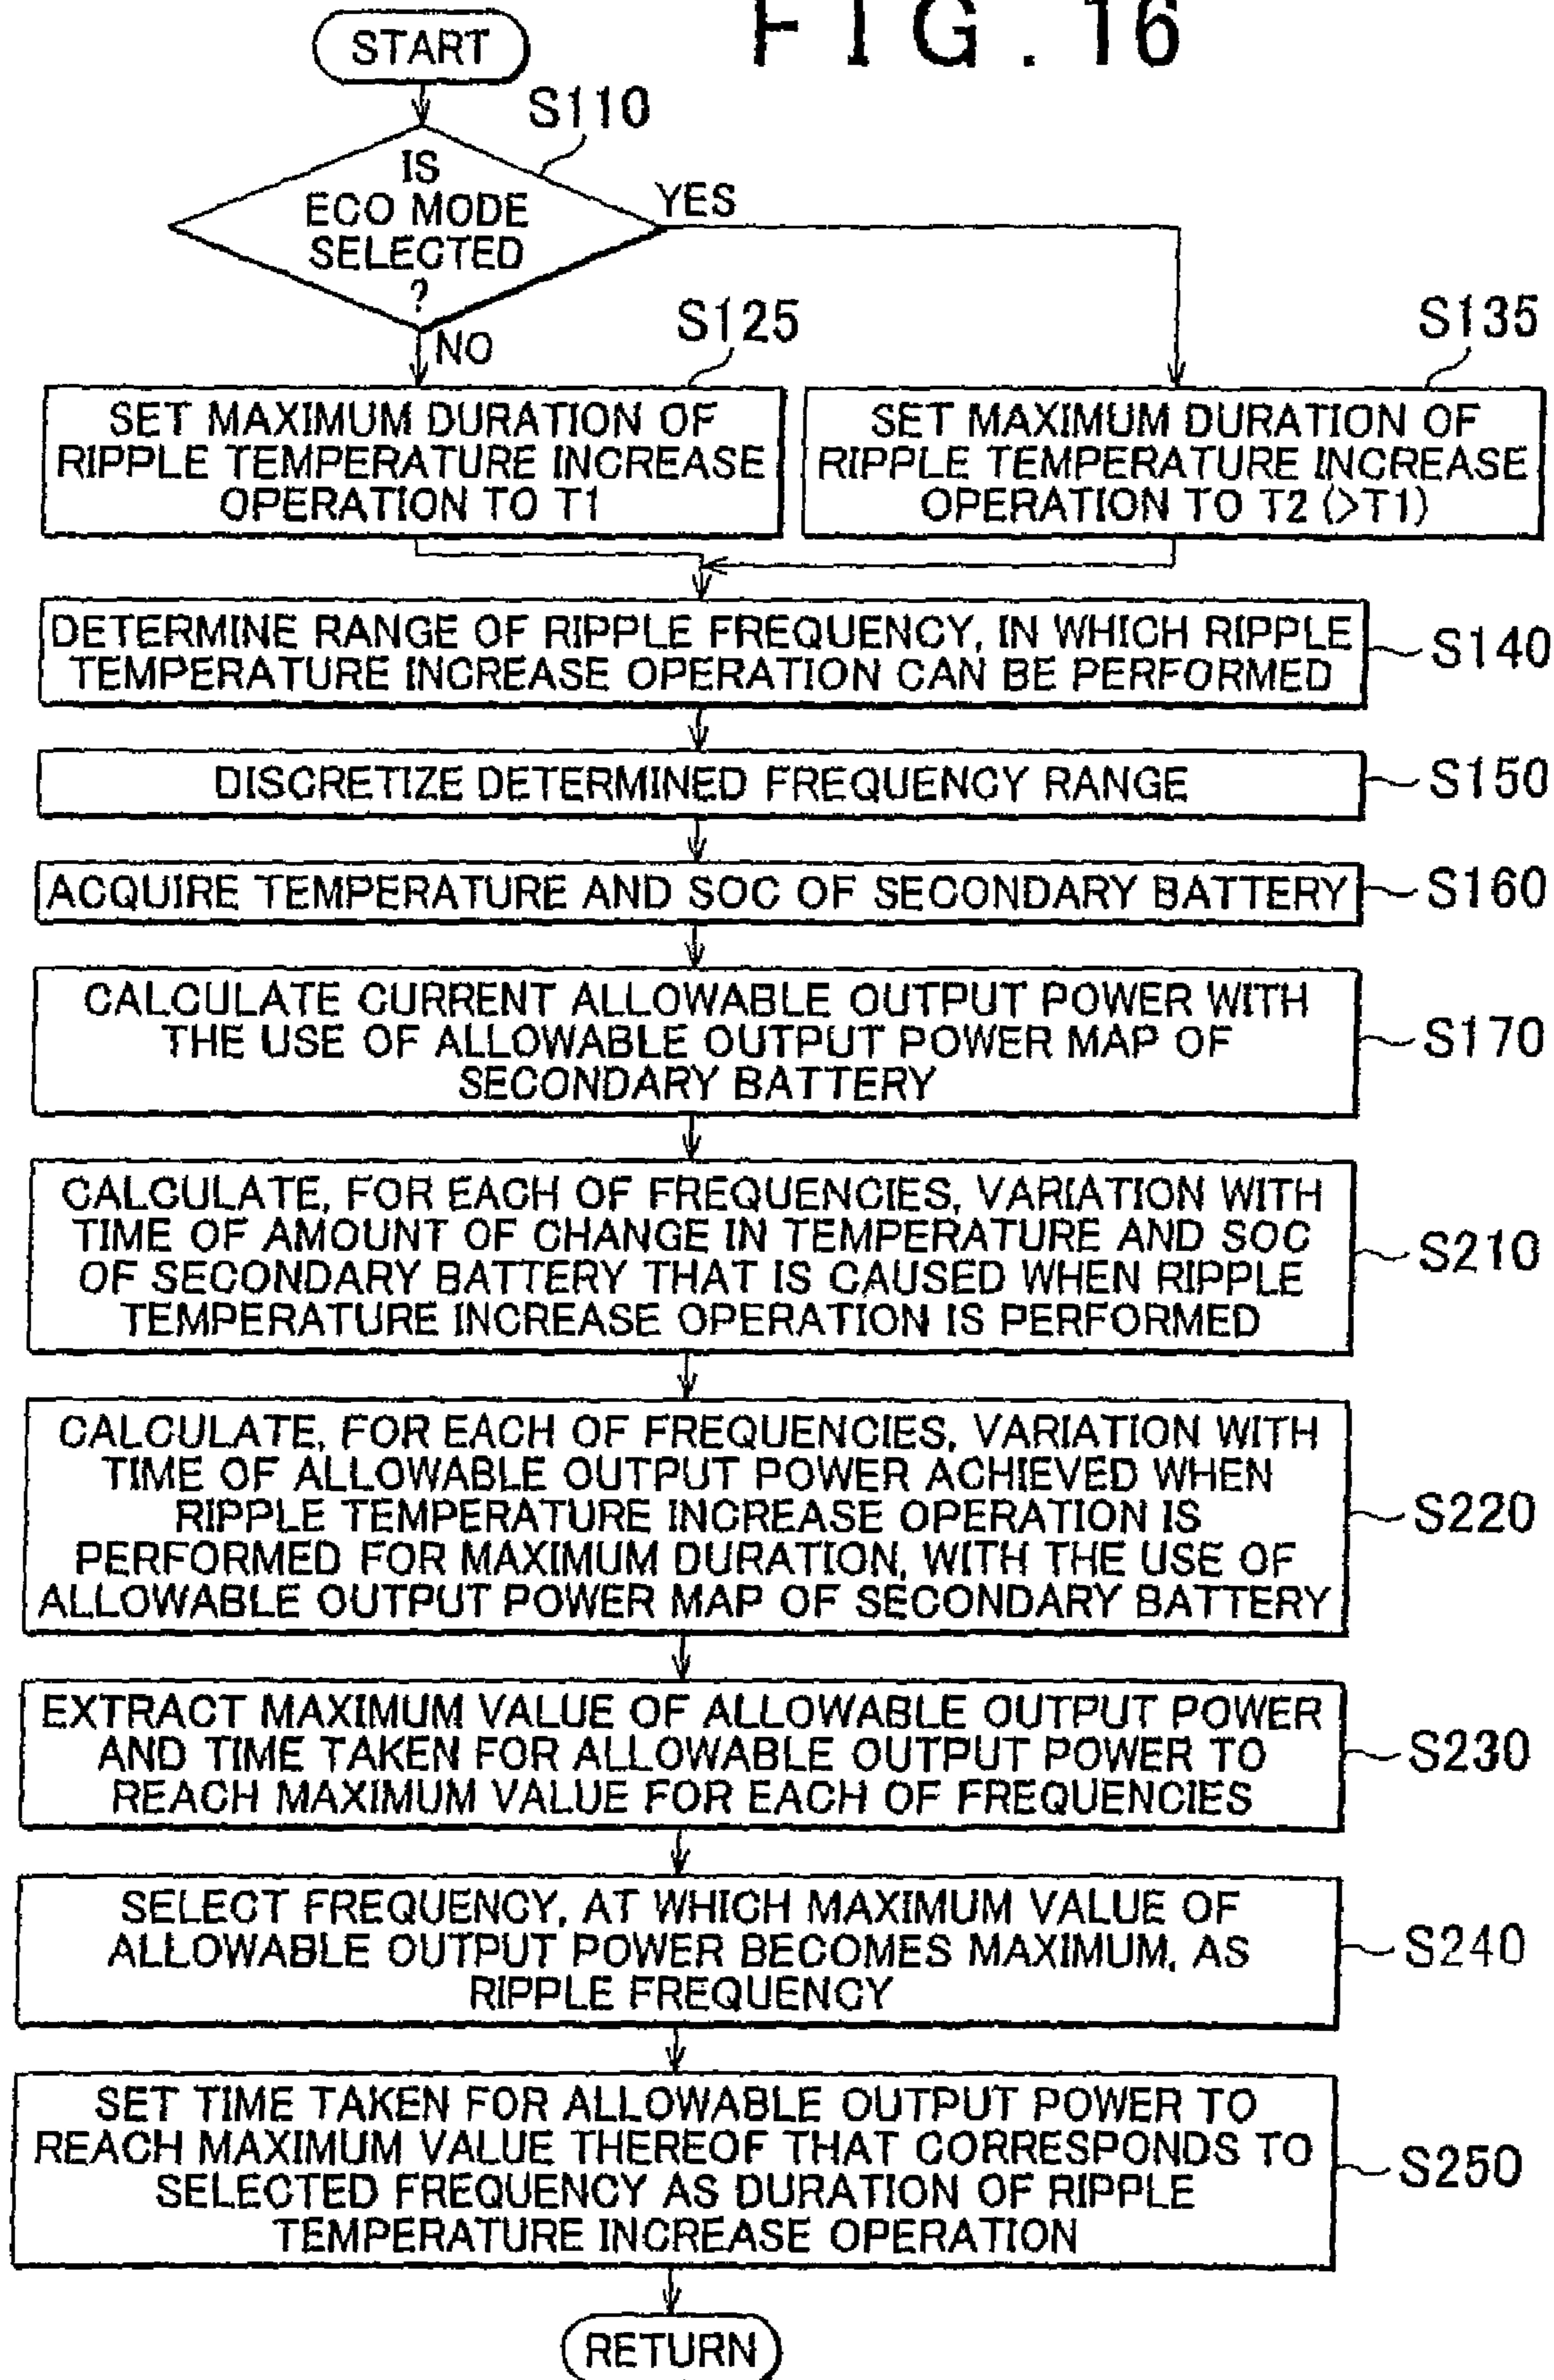 FIG. 16
START
S110
IS
ECO MODE
SELECTED
?
YES
NO
S125
SET MAXIMUM DURATION OF
RIPPLE TEMPERATURE INCREASE
OPERATION TO T1
S135
SET MAXIMUM DURATION OF
RIPPLE TEMPERATURE INCREASE
OPERATION TO T2 (>T1)
DETERMINE RANGE OF RIPPLE FREQUENCY, IN WHICH RIPPLE
TEMPERATURE INCREASE OPERATION CAN BE PERFORMED
S140
DISCRETIZE DETERMINED FREQUENCY RANGE
S150
ACQUIRE TEMPERATURE AND SOC OF SECONDARY BATTERY
S160
CALCULATE CURRENT ALLOWABLE OUTPUT POWER WITH
THE USE OF ALLOWABLE OUTPUT POWER MAP OF
SECONDARY BATTERY
S170
CALCULATE, FOR EACH OF FREQUENCIES, VARIATION WITH
TIME OF AMOUNT OF CHANGE IN TEMPERATURE AND SOC
OF SECONDARY BATTERY THAT IS CAUSED WHEN RIPPLE
TEMPERATURE INCREASE OPERATION IS PERFORMED
S210
CALCULATE, FOR EACH OF FREQUENCIES, VARIATION WITH
TIME OF ALLOWABLE OUTPUT POWER ACHIEVED WHEN
RIPPLE TEMPERATURE INCREASE OPERATION IS
PERFORMED FOR MAXIMUM DURATION, WITH THE USE OF
ALLOWABLE OUTPUT POWER MAP OF SECONDARY BATTERY
S220
EXTRACT MAXIMUM VALUE OF ALLOWABLE OUTPUT POWER
AND TIME TAKEN FOR ALLOWABLE OUTPUT POWER TO
REACH MAXIMUM VALUE FOR EACH OF FREQUENCIES
S230
SELECT FREQUENCY, AT WHICH MAXIMUM VALUE OF
ALLOWABLE OUTPUT POWER BECOMES MAXIMUM, AS
RIPPLE FREQUENCY
S240
SET TIME TAKEN FOR ALLOWABLE OUTPUT POWER TO
REACH MAXIMUM VALUE THEREOF THAT CORRESPONDS TO
SELECTED FREQUENCY AS DURATION OF RIPPLE
TEMPERATURE INCREASE OPERATION
S250
RETURN